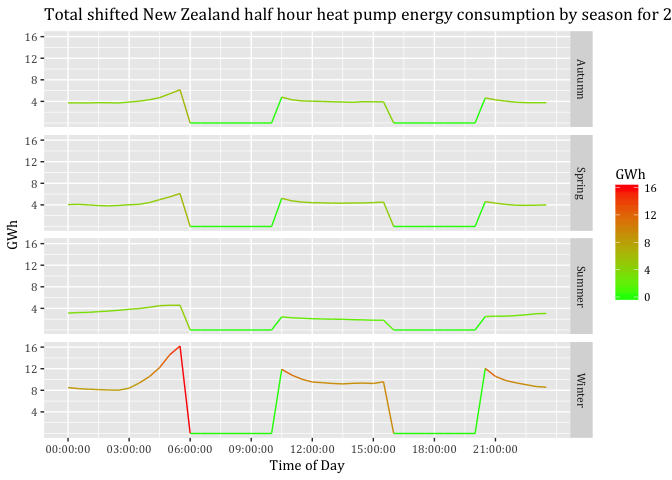 Total shifted New Zealand half hour heat pump energy consumption by season for 2
16
12
8
4
Autumn
16
12
8
4
Spring
16
12
8
4
Summer
16
12
8
4
Winter
GWh
00:00:00 03:00:00 06:00:00 09:00:00 12:00:00 15:00:00 18:00:00 21:00:00
Time of Day
GWh
16
12
8
4
0